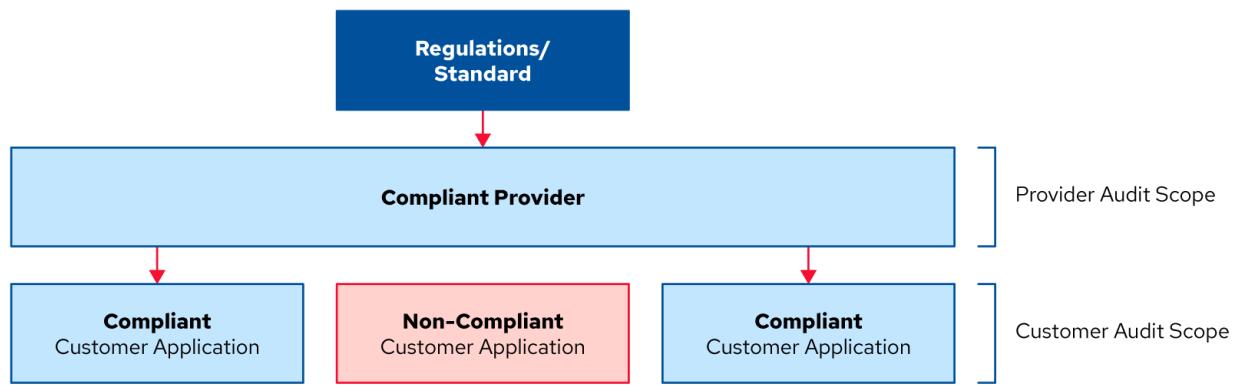 Regulations/
Standard
Compliant Provider
Provider Audit Scope
Compliant
Customer Application
Non-Compliant
Customer Application
Compliant
Customer Application
Customer Audit Scope